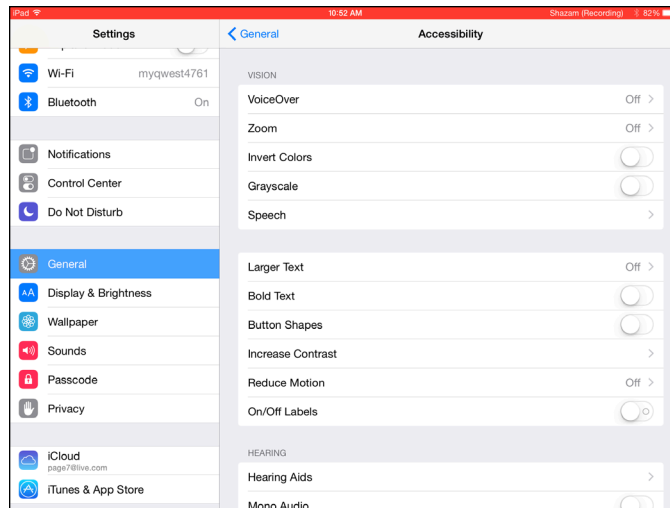 iPad 10:52 AM Shazam (Recording) 82%
Settings
General Accessibility
Wi-Fi myqwest4761
Bluetooth On
Notifications
Control Center
Do Not Disturb
General
AA Display & Brightness
Wallpaper
Sounds
Passcode
Privacy
iCloud
page7@live.com
iTunes & App Store
VISION
VoiceOver Off
Zoom Off
Invert Colors
Grayscale
Speech
Larger Text Off
Bold Text
Button Shapes
Increase Contrast
Reduce Motion Off
On/Off Labels
HEARING
Hearing Aids
Mono Audio